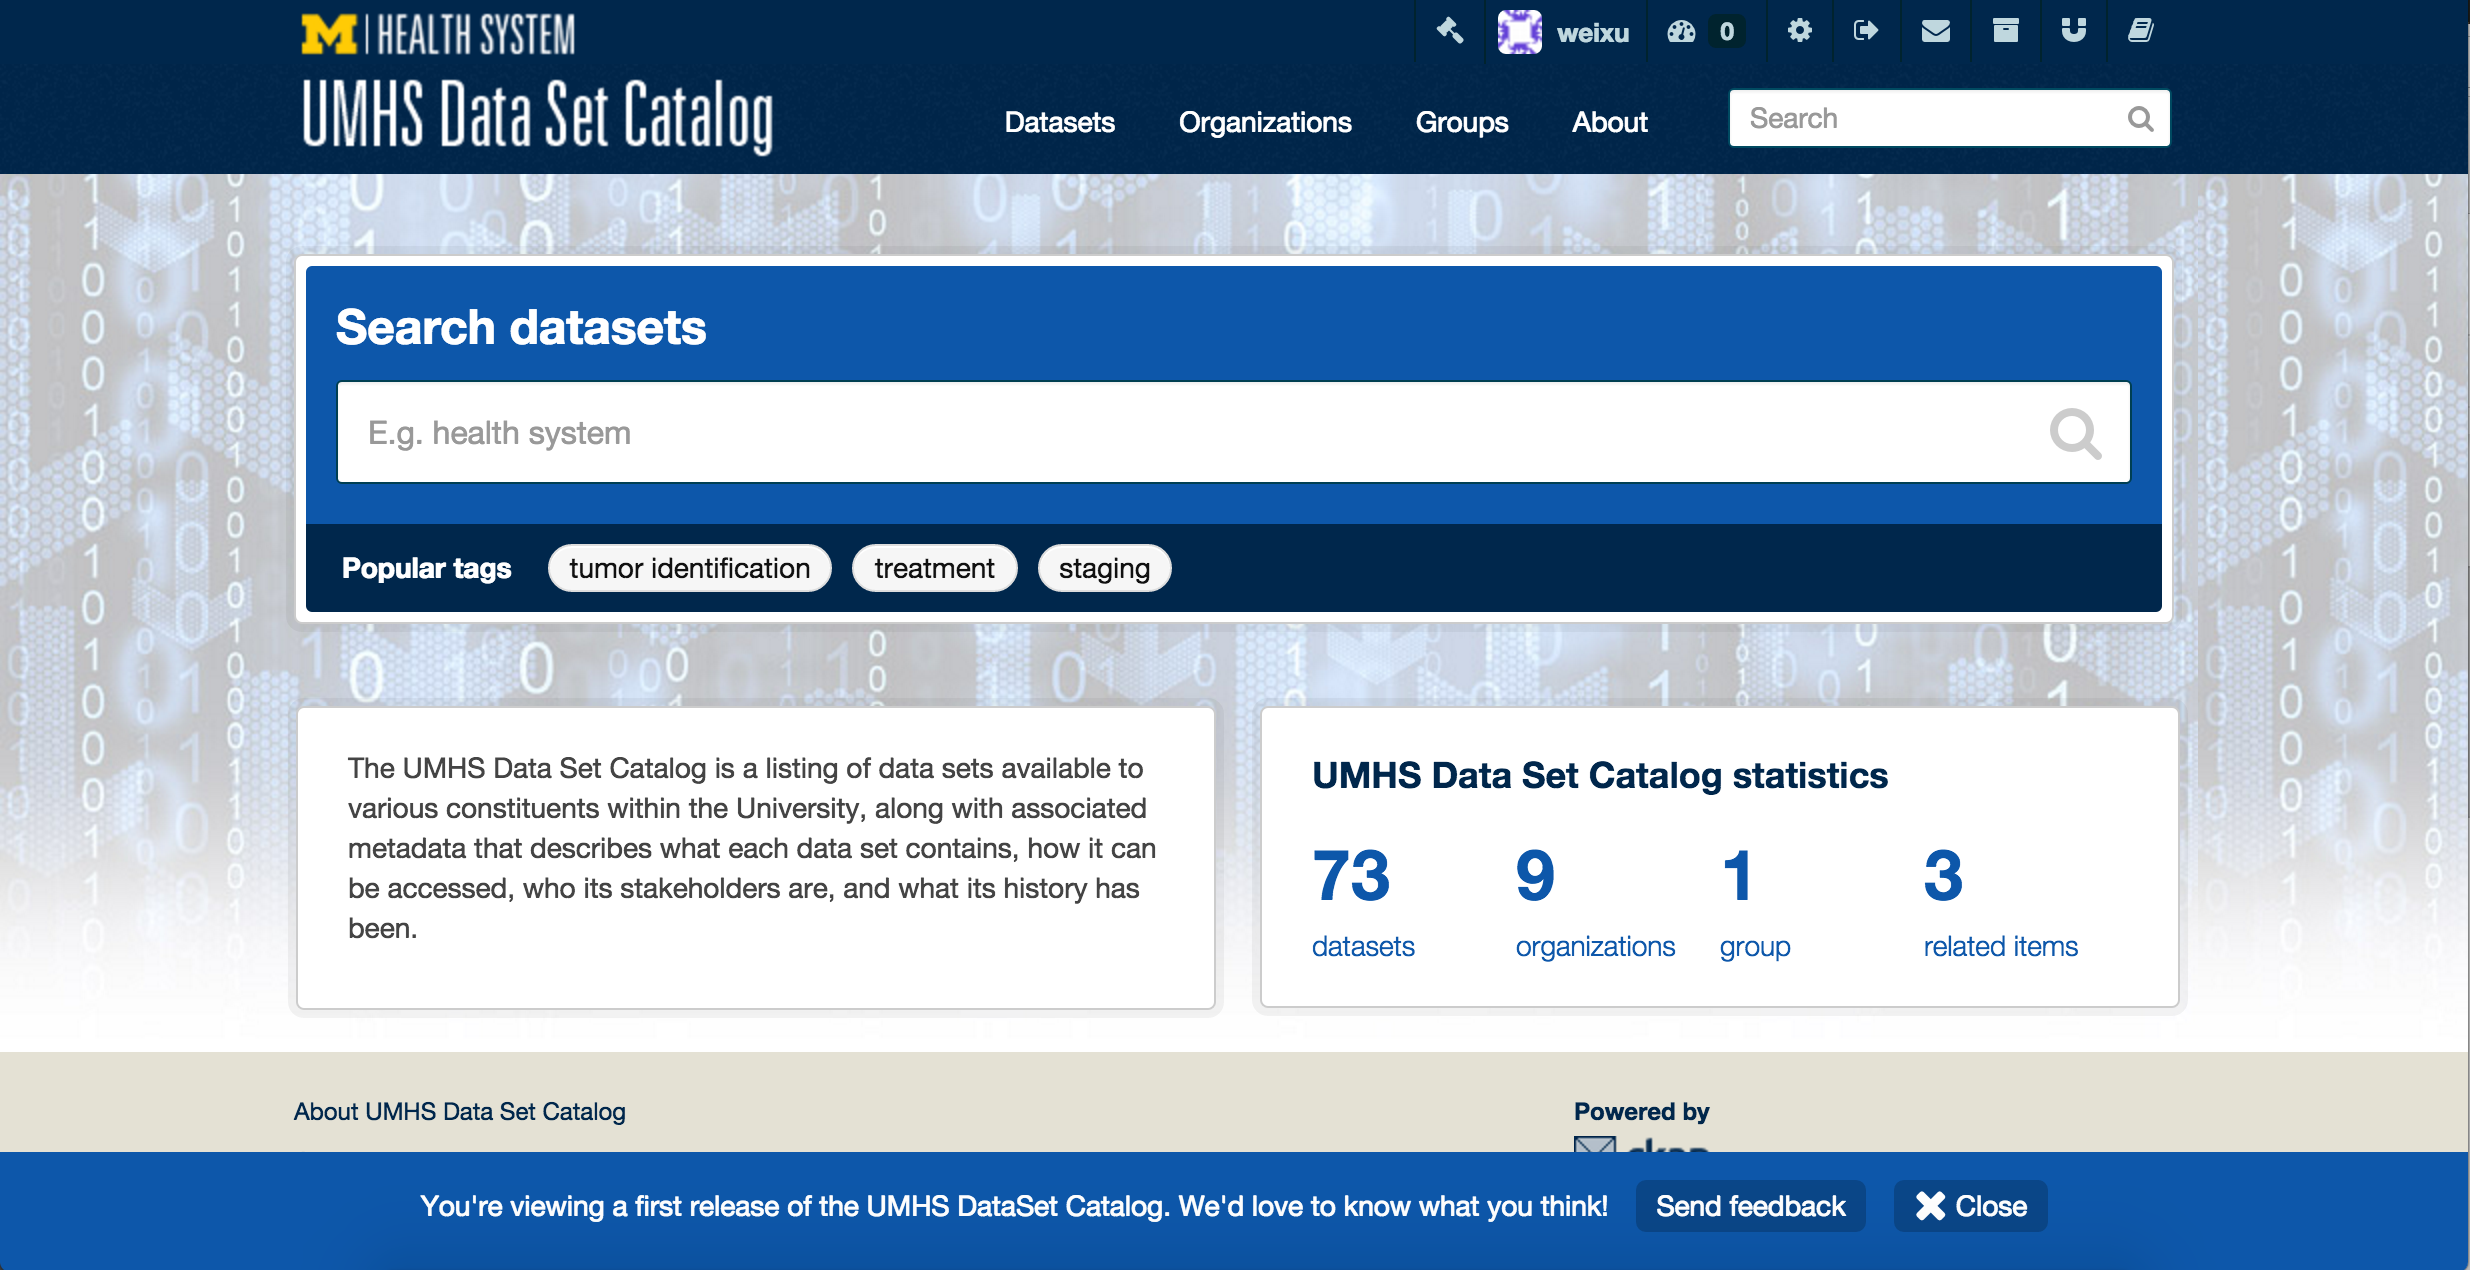 M | HEALTH SYSTEM
UMHS Data Set Catalog
weixu 0
Datasets Organizations Groups About Search
Search datasets
E.g. health system
Popular tags tumor identification treatment staging
The UMHS Data Set Catalog is a listing of data sets available to
various constituents within the University, along with associated
metadata that describes what each data set contains, how it can
be accessed, who its stakeholders are, and what its history has
been.
UMHS Data Set Catalog statistics
73 9 1 3
datasets organizations group related items
About UMHS Data Set Catalog
Powered by
ckan
You're viewing a first release of the UMHS DataSet Catalog. We'd love to know what you think! Send feedback Close